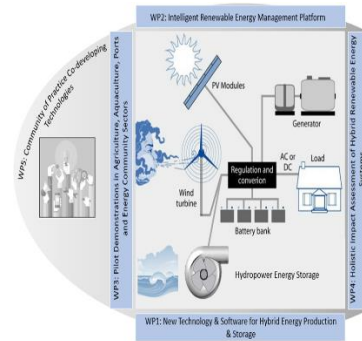 WP2: Intelligent Renewable Energy Management Platform
WP5: Community of Practice Co-developing
Technologies
WP3: Pilot Demonstrations in Agriculture, Aquaculture, Ports
and Energy Community Sectors
PV Modules
Generator
Wind
turbine
Regulation and
convenion
AC or
DC
Load
Battery bank
Hydropower Energy Storage
WP4: Holistic Impact Assessment of Hybrid Renewable Energy
WP1: New Technology & Software for Hybrid Energy Production
& Storage